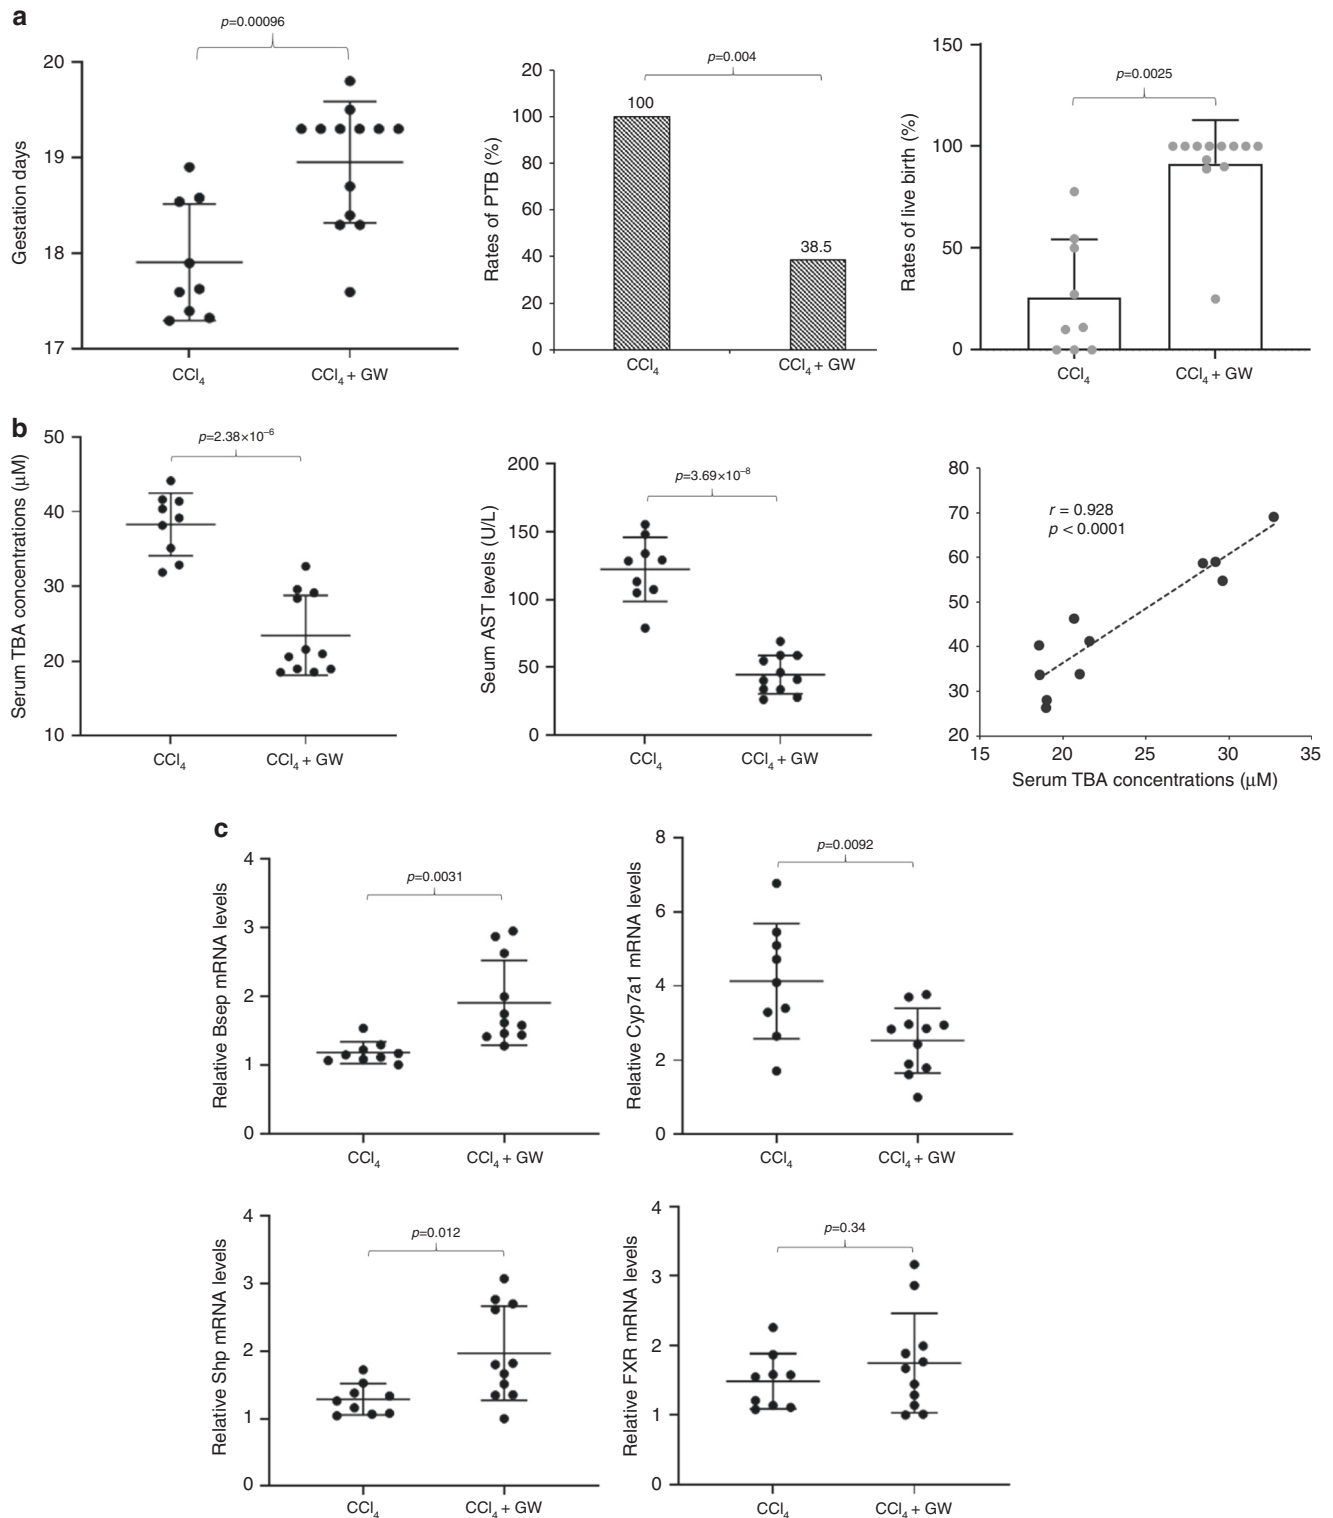 a
p=0.00096
Gestation days
20
19
18
17
CCl₄
CCl₄ + GW
p=0.004
Rates of PTB (%)
20
100
80
60
40
20
0
100
38.5
CCl₄
CCl₄ + GW
p=0.0025
Rates of live birth (%)
150
100
50
0
CCl₄
CCl₄ + GW
b
p=2.38×10⁻⁶
Serum TBA concentrations (μM)
50
40
30
20
10
CCl₄
CCl₄ + GW
p=3.69×10⁻⁸
Seum AST levels (U/L)
200
150
100
50
0
CCl₄
CCl₄ + GW
r = 0.928
p < 0.0001
80
70
60
50
40
30
20
15
20
25
30
35
Serum TBA concentrations (μM)
c
p=0.0031
Relative Bsep mRNA levels
4
3
2
1
0
CCl₄
CCl₄ + GW
p=0.0092
Relative Cyp7a1 mRNA levels
8
6
4
2
0
CCl₄
CCl₄ + GW
p=0.012
Relative Shp mRNA levels
4
3
2
1
0
CCl₄
CCl₄ + GW
p=0.34
Relative FXR mRNA levels
4
3
2
1
0
CCl₄
CCl₄ + GW